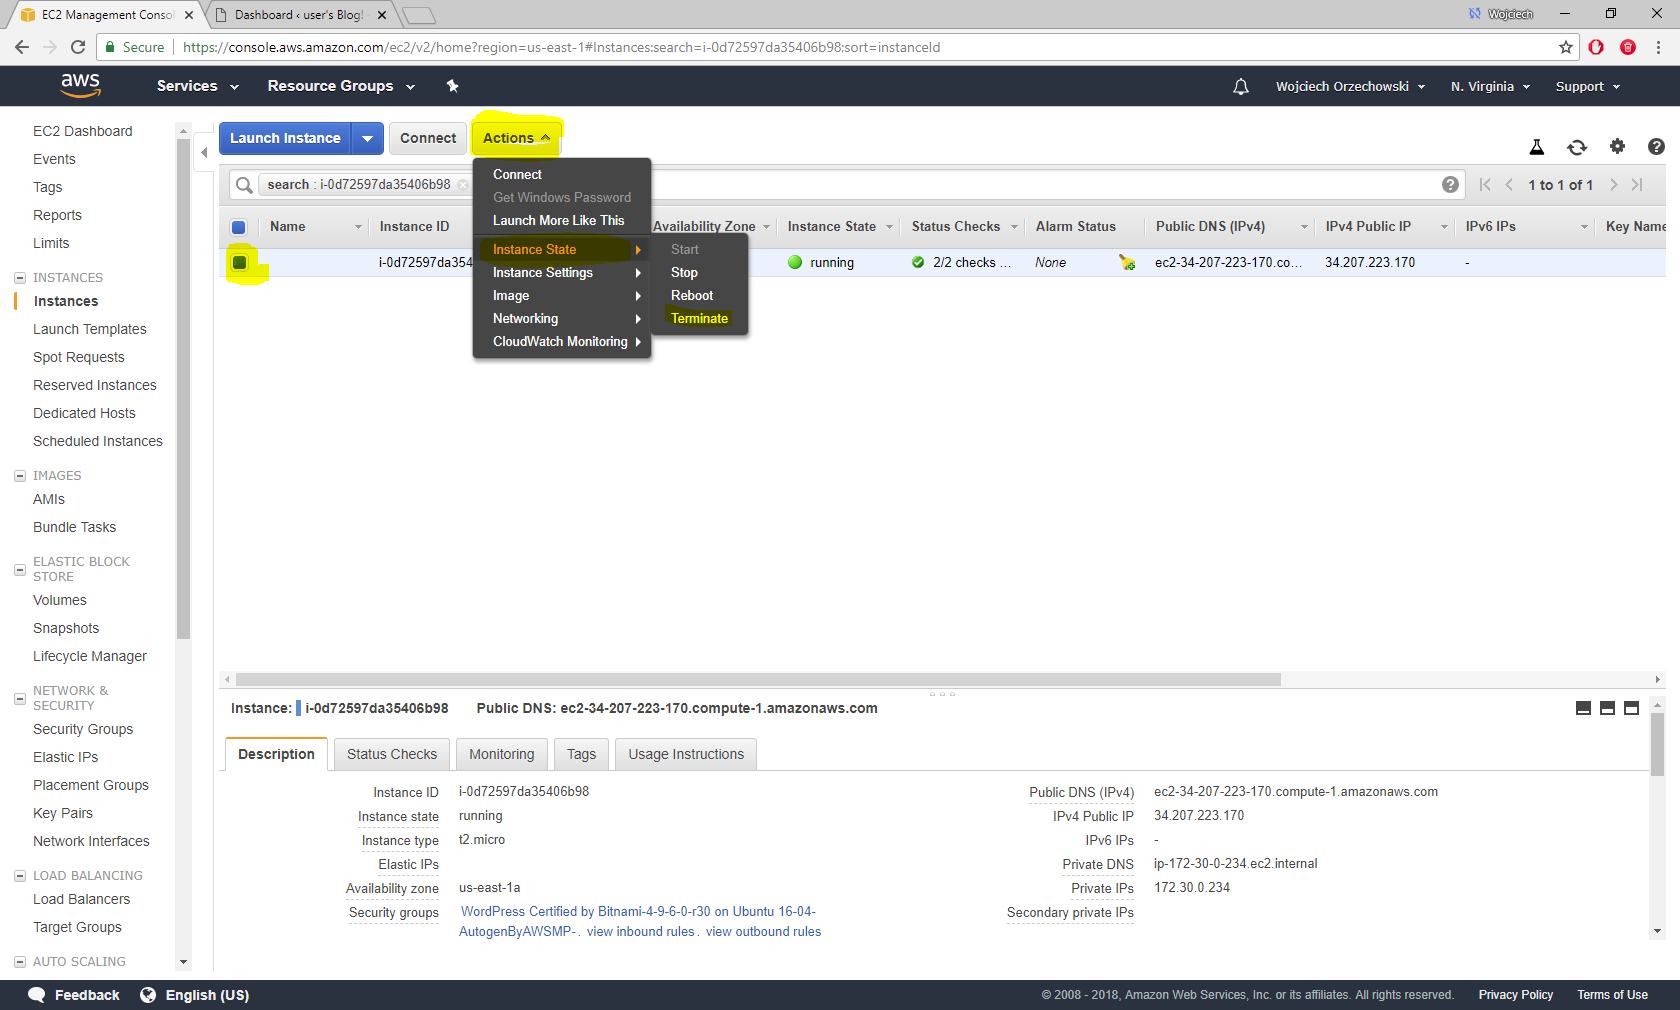 EC2 Management Conso
Dashboard ‹ user's Blog! -
Wojciech
Secure
https://console.aws.amazon.com/ec2/v2/home?region=us-east-1#Instances:search=i-0d72597da35406b98;sort=instanceId
aws
Services
Resource Groups
Wojciech Orzechowski
N. Virginia
Support
EC2 Dashboard
Events
Tags
Reports
Limits
INSTANCES
Instances
Launch Templates
Spot Requests
Reserved Instances
Dedicated Hosts
Scheduled Instances
IMAGES
AMIs
Bundle Tasks
ELASTIC BLOCK
STORE
Volumes
Snapshots
Lifecycle Manager
NETWORK &
SECURITY
Security Groups
Elastic IPs
Placement Groups
Key Pairs
Network Interfaces
LOAD BALANCING
Load Balancers
Target Groups
AUTO SCALING
Launch Instance
Connect
Actions
search : i-0d72597da35406b98
1 to 1 of 1
Connect
Get Windows Password
Launch More Like This
Instance State
Instance Settings
Image
Networking
CloudWatch Monitoring
Start
Stop
Reboot
Terminate
Name
Instance ID
Availability Zone
Instance State
Status Checks
Alarm Status
Public DNS (IPv4)
IPv4 Public IP
IPv6 IPs
Key Name
i-0d72597da354
running
2/2 checks ...
None
ec2-34-207-223-170.co...
34.207.223.170
-
Instance: i-0d72597da35406b98 Public DNS: ec2-34-207-223-170.compute-1.amazonaws.com
Description
Status Checks
Monitoring
Tags
Usage Instructions
Instance ID i-0d72597da35406b98
Instance state running
Instance type t2.micro
Elastic IPs
Availability zone us-east-1a
Security groups WordPress Certified by Bitnami-4-9-6-0-r30 on Ubuntu 16-04-
AutogenByAWSMP-. view inbound rules. view outbound rules
Public DNS (IPv4) ec2-34-207-223-170.compute-1.amazonaws.com
IPv4 Public IP 34.207.223.170
IPv6 IPs -
Private DNS ip-172-30-0-234.ec2.internal
Private IPs 172.30.0.234
Secondary private IPs
Feedback
English (US)
© 2008 - 2018, Amazon Web Services, Inc. or its affiliates. All rights reserved.
Privacy Policy
Terms of Use